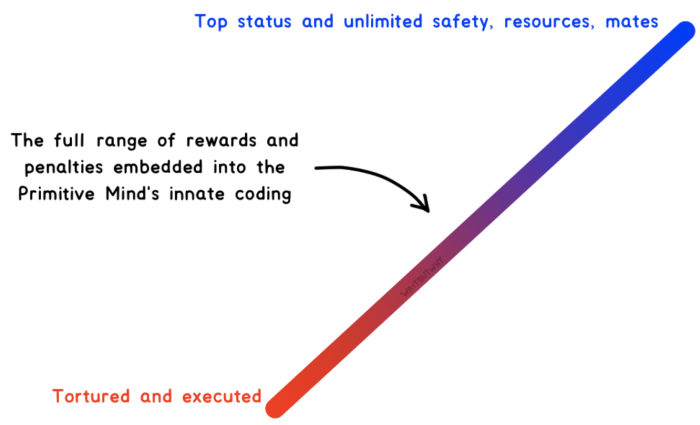 Top status and unlimited safety, resources, mates
The full range of rewards and
penalties embedded into the
Primitive Mind's innate coding
WAITBUTWHY
Tortured and executed